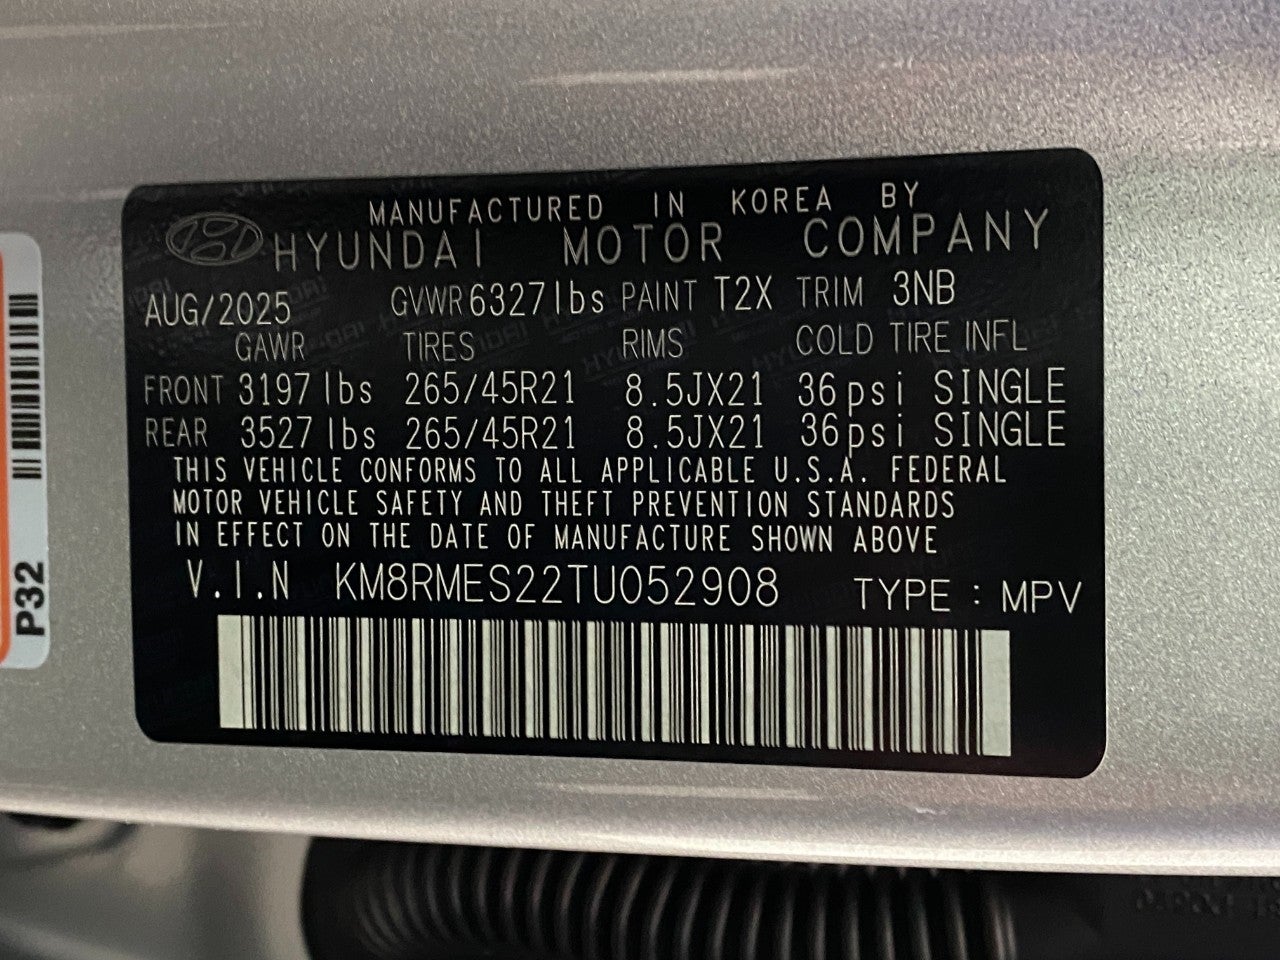 MANUFACTURED IN KOREA BY
HYUNDAI MOTOR COMPANY
AUG/2025 GVWR 6327lbs PAINT T2X TRIM 3NB
GAWR TIRES RIMS COLD TIRE INFL
FRONT 3197lbs 265/45R21 8.5JX21 36psi SINGLE
REAR 3527lbs 265/45R21 8.5JX21 36psi SINGLE
THIS VEHICLE CONFORMS TO ALL APPLICABLE U.S.A. FEDERAL
MOTOR VEHICLE SAFETY AND THEFT PREVENTION STANDARDS
IN EFFECT ON THE DATE OF MANUFACTURE SHOWN ABOVE
V.I.N KM8RMES22TU052908 TYPE : MPV
P32